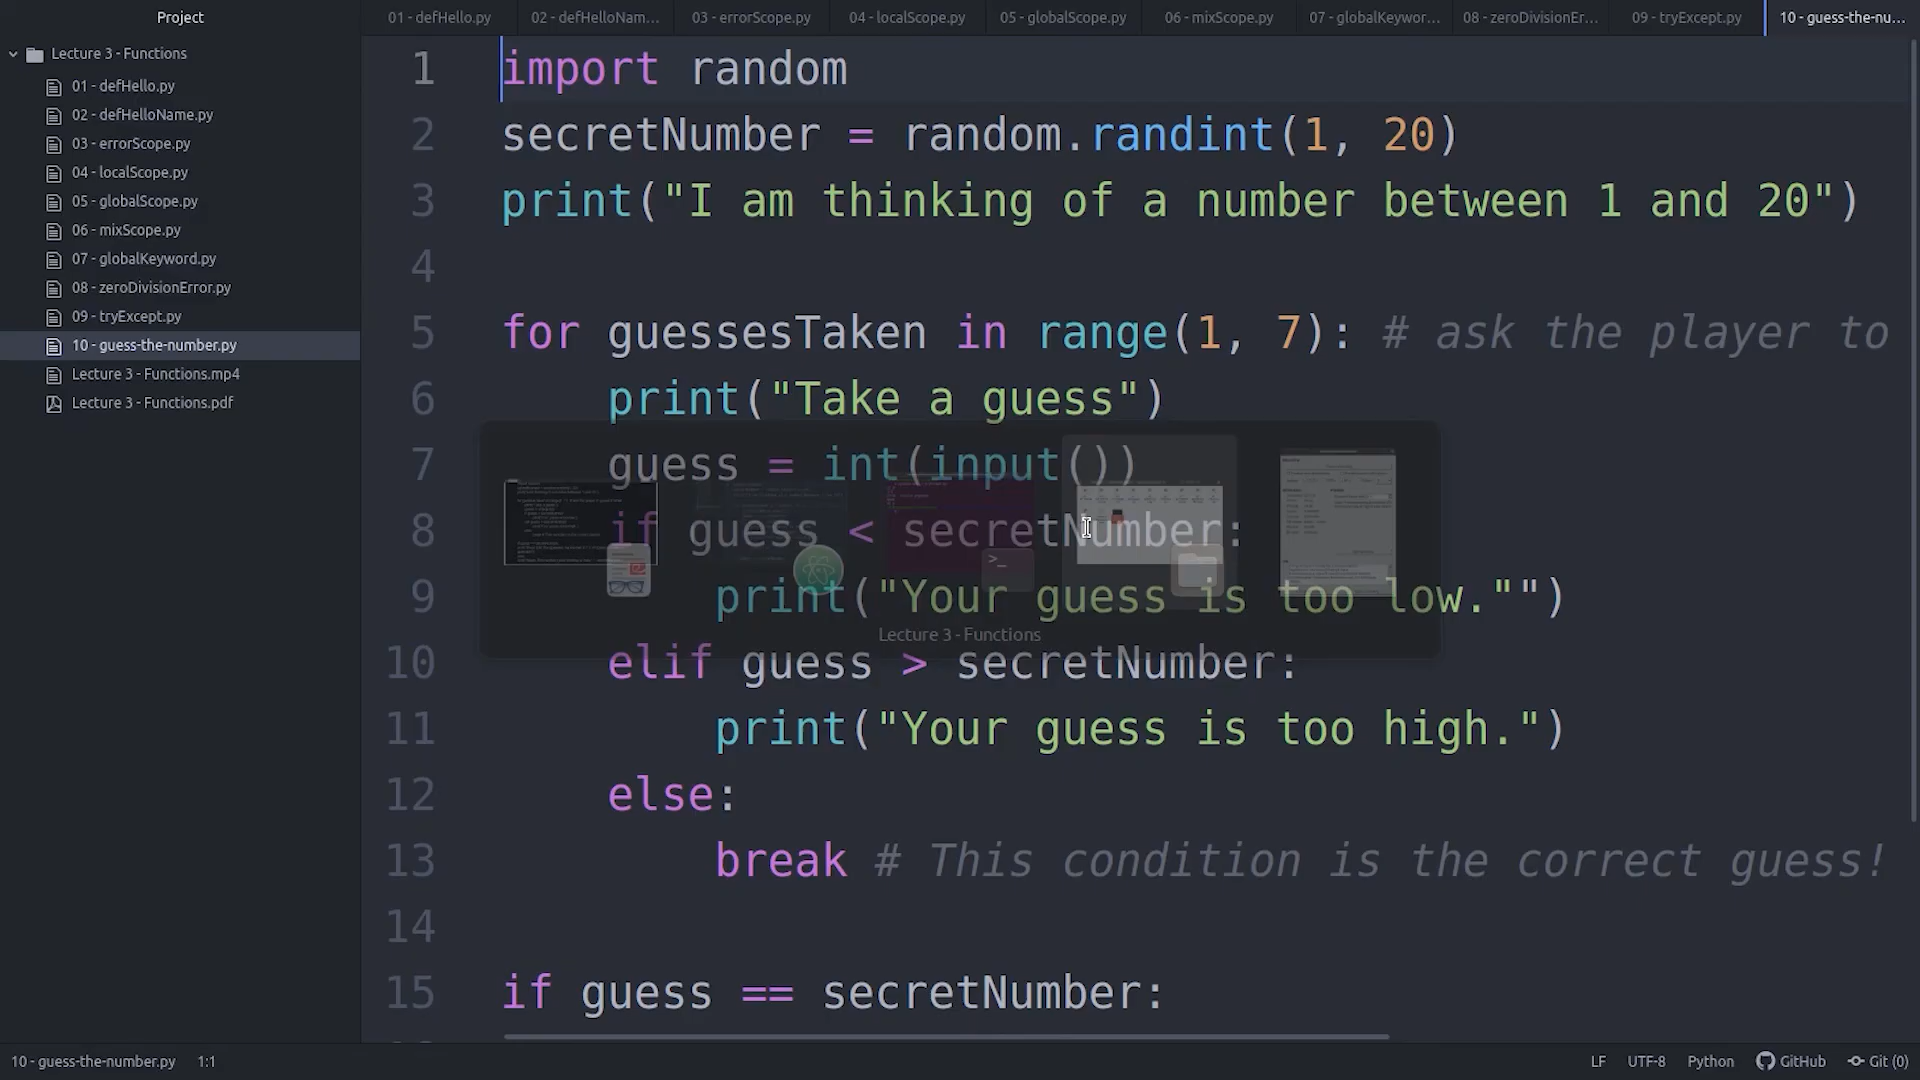 Project
Lecture 3 - Functions
01 - defHello.py
02 - defHelloName.py
03 - errorScope.py
04 - localScope.py
05 - globalScope.py
06 - mixScope.py
07 - globalKeyword.py
08 - zeroDivisionError.py
09 - tryExcept.py
10 - guess-the-number.py
Lecture 3 - Functions.mp4
Lecture 3 - Functions.pdf
01 - defHello.py
02 - defHelloNam...
03 - errorScope.py
04 - localScope.py
05 - globalScope.py
06 - mixScope.py
07 - globalKeywor...
08 - zeroDivisionEr...
09 - tryExcept.py
10 - guess-the-nu...
1 import random
2 secretNumber = random.randint(1, 20)
3 print("I am thinking of a number between 1 and 20")
4
5 for guessesTaken in range(1, 7): # ask the player to
6 print("Take a guess")
7 guess = int(input())
8 if guess < secretNumber:
9 print("Your guess is too low."")
Lecture 3 - Functions
10 elif guess > secretNumber:
11 print("Your guess is too high.")
12 else:
13 break # This condition is the correct guess!
14
15 if guess == secretNumber:
10 - guess-the-number.py 1:1
LF UTF-8 Python GitHub Git (0)